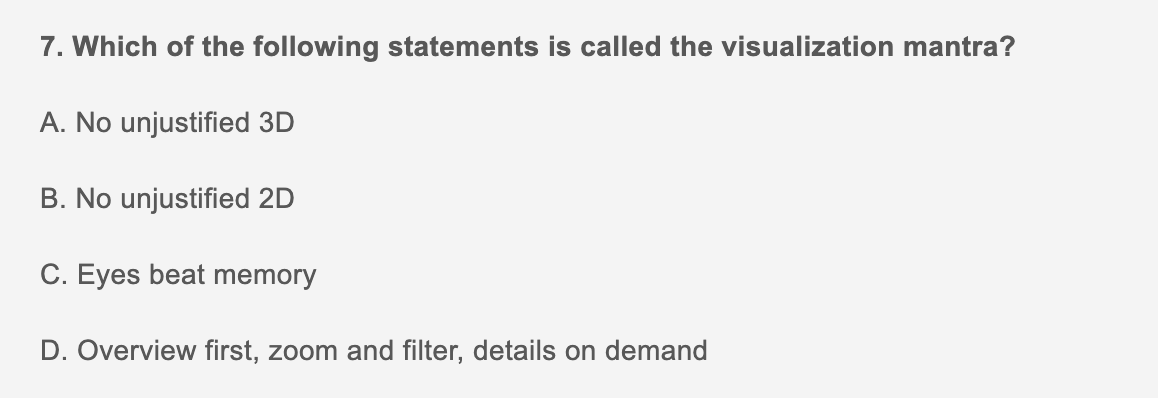 7. Which of the following statements is called the visualization mantra?
A. No unjustified 3D
B. No unjustified 2D
C. Eyes beat memory
D. Overview first, zoom and filter, details on demand